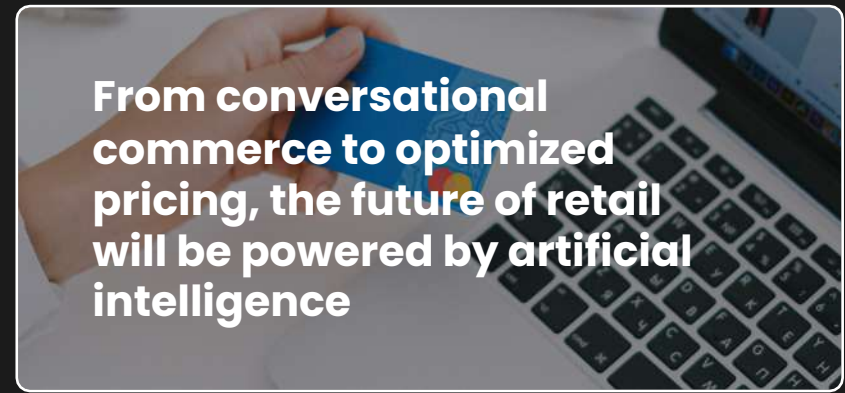 From conversational
commerce to optimized
pricing, the future of retail
will be powered by artificial
intelligence